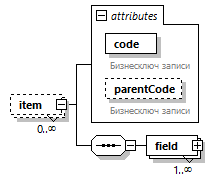 attributes
code
Бизнесключ записи
parentCode
Бизнесключ записи
item
0..∞
field
1..∞